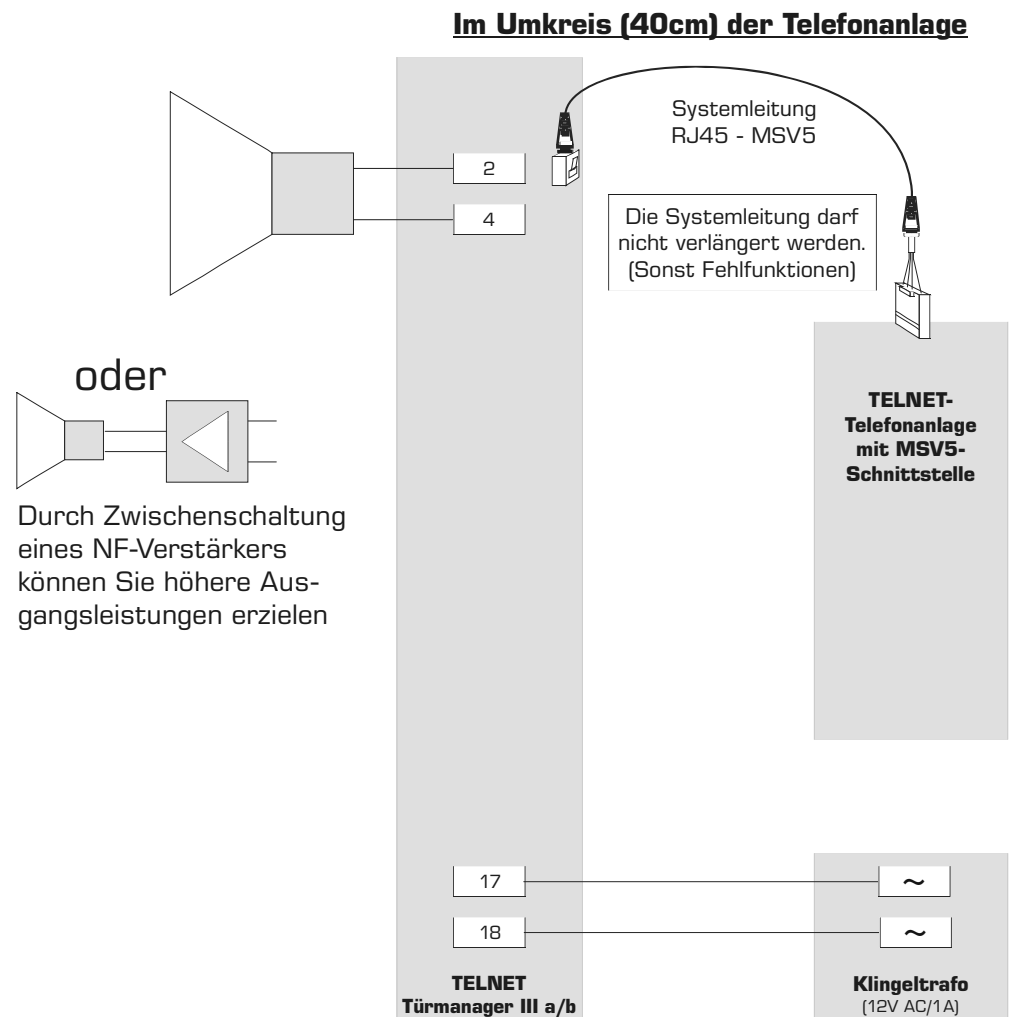 Im Umkreis (40cm) der Telefonanlage
Systemleitung
RJ45 - MSV5
2
4
Die Systemleitung darf
nicht verlängert werden.
(Sonst Fehlfunktionen)
oder
TELNET-
Telefonanlage
mit MSV5-
Schnittstelle
Durch Zwischenschaltung
eines NF-Verstärkers
können Sie höhere Aus-
gangsleistungen erzielen
17
~
18
~
TELNET
Türmanager III a/b
Klingeltrafo
(12V AC/1A)